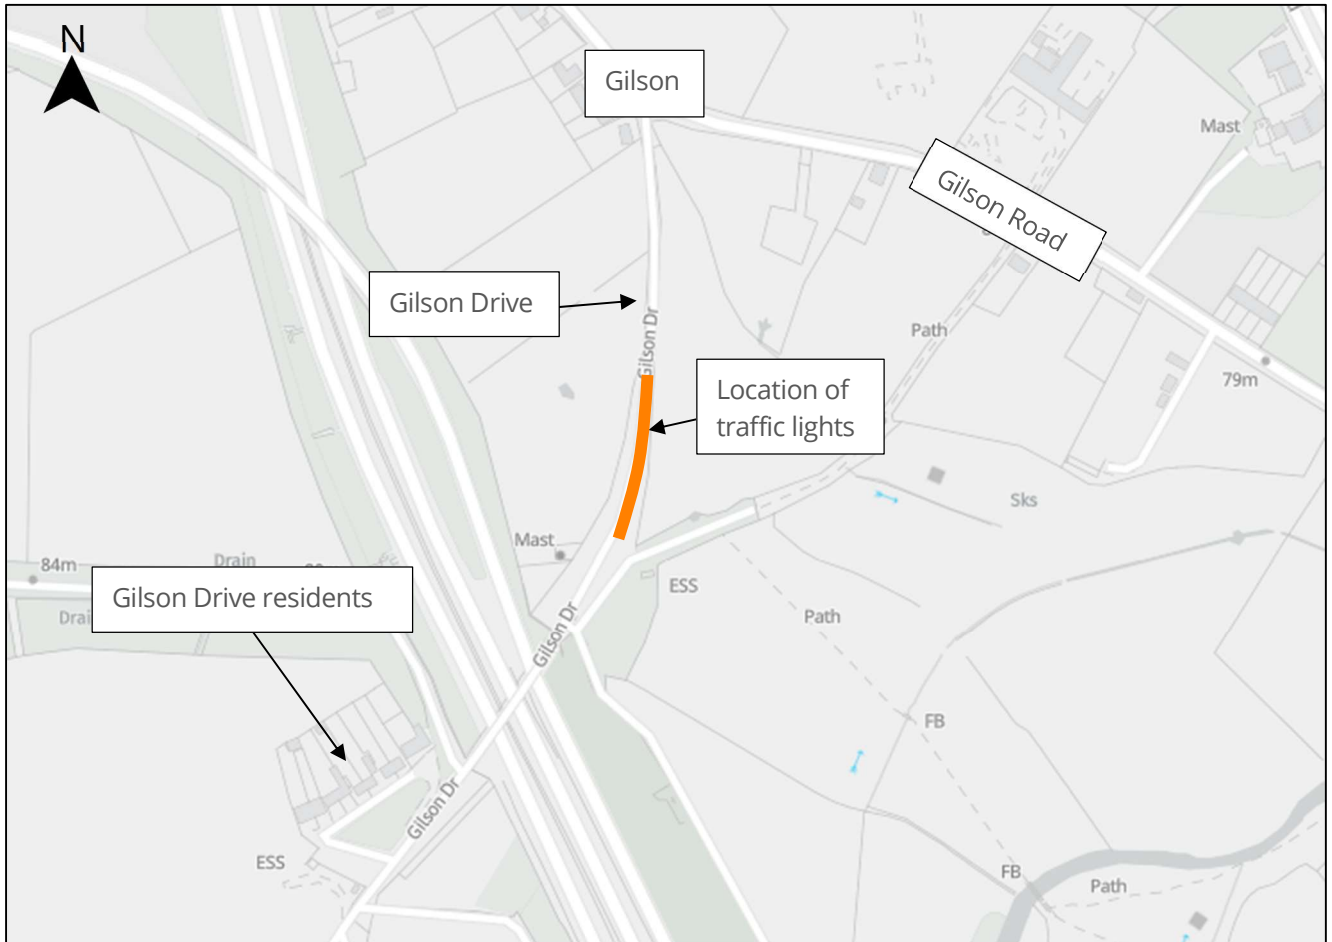 N
Gilson
Mast
Gilson Road
Gilson Drive
Gilson Dr
Path
79m
Location of
traffic lights
Sks
Mast
84m
Drain
ESS
Gilson Drive residents
Path
Gilson Dr
FB
Gilson Dr
ESS
FB
Path